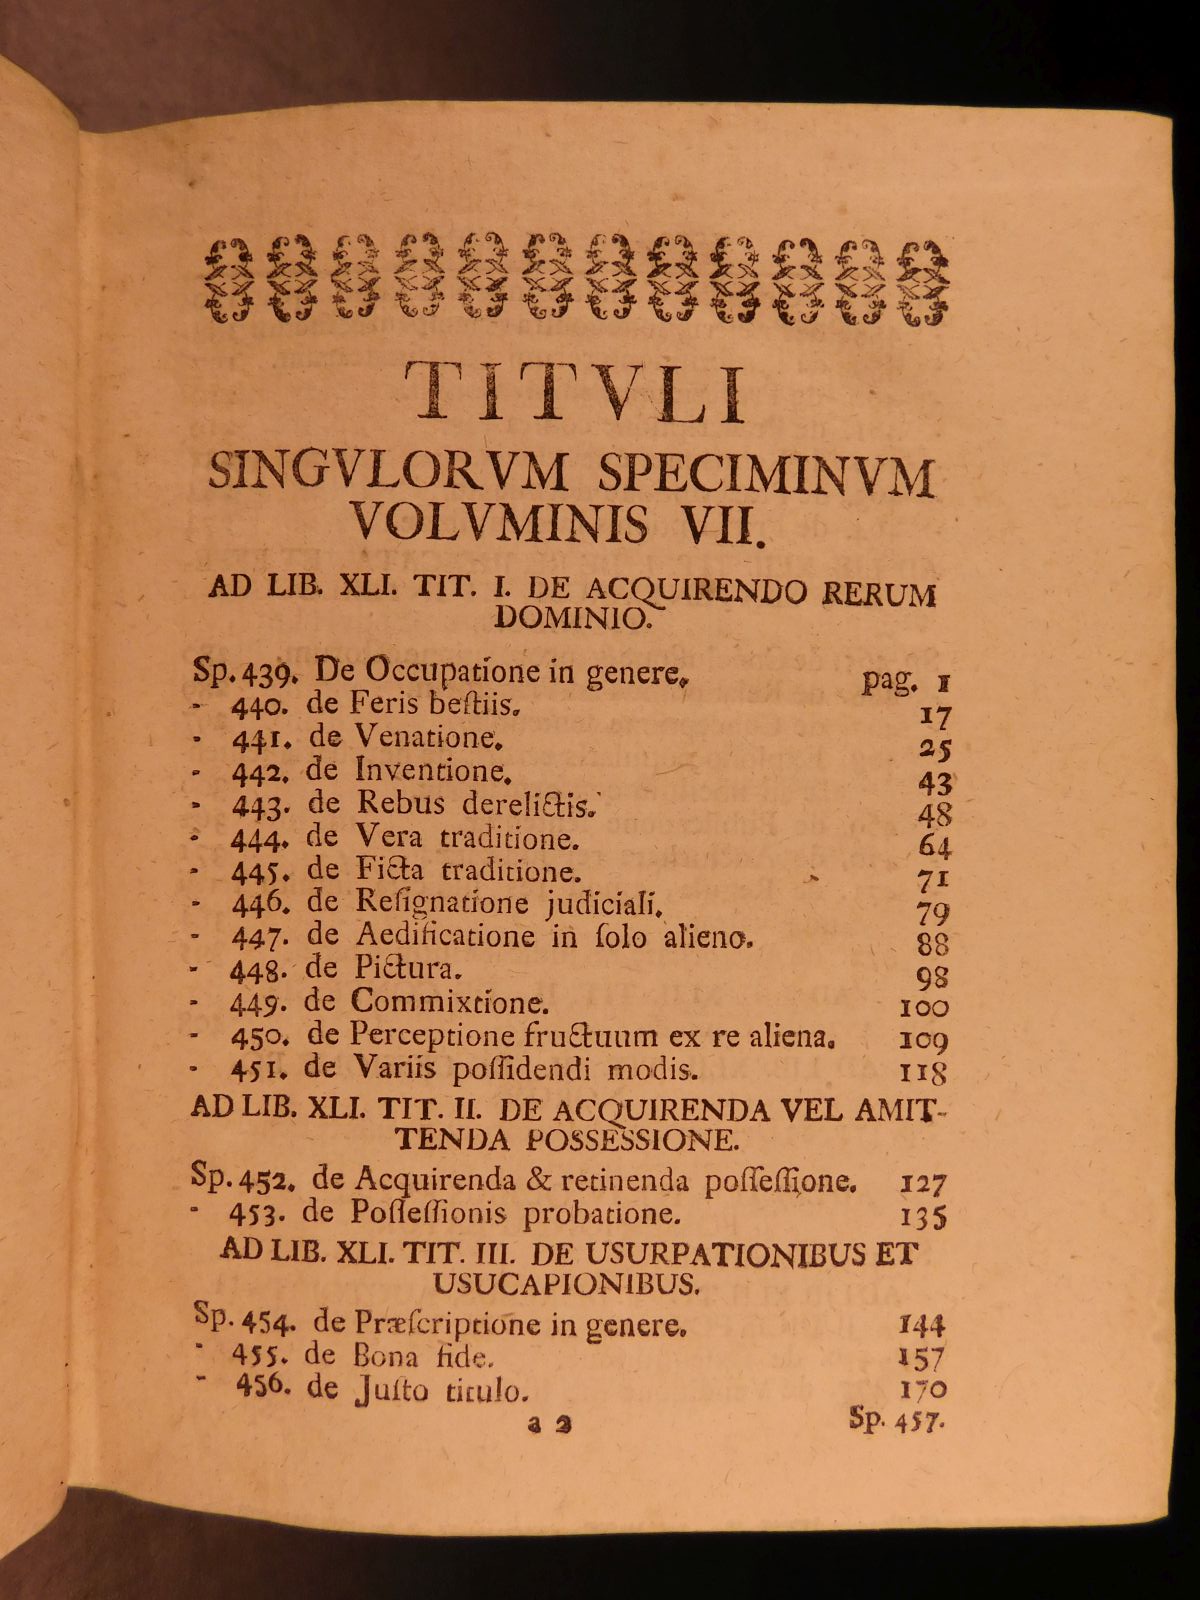 TITVLI
SINGVLORVM SPECIMINVM
VOLVMINIS VII.
AD LIB. XLI. TIT. I. DE ACQUIRENDO RERUM
DOMINIO.
Sp. 439. De Occupatione in genere. pag. 1
- 440. de Feris beſtiis. 17
- 441. de Venatione. 25
- 442. de Inventione. 43
- 443. de Rebus derelictis. 48
- 444. de Vera traditione. 64
- 445. de Ficta traditione. 71
- 446. de Reſignatione judiciali. 79
- 447. de Aedificatione in ſolo alieno. 88
- 448. de Pictura. 98
- 449. de Commixtione. 100
- 450. de Perceptione fructuum ex re aliena. 109
- 451. de Variis poſſidendi modis. 118
AD LIB. XLI. TIT. II. DE ACQUIRENDA VEL AMIT-
TENDA POSSESSIONE.
Sp. 452. de Acquirenda & retinenda poſſeſſione. 127
- 453. de Poſſeſſionis probatione. 135
AD LIB. XLI. TIT. III. DE USURPATIONIBUS ET
USUCAPIONIBUS.
Sp. 454. de Præſcriptione in genere. 144
- 455. de Bona fide. 157
- 456. de Juſto titulo. 170
a 2 Sp. 457.